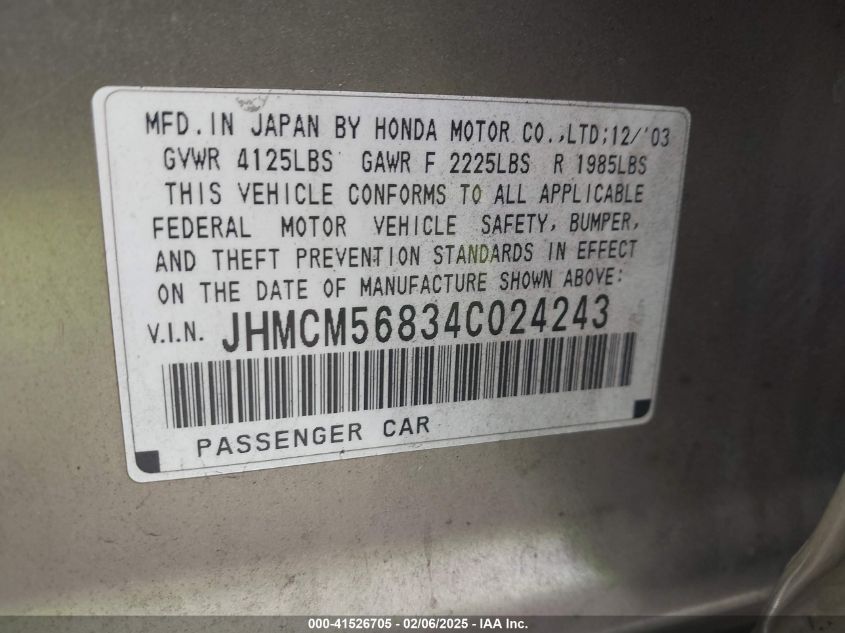 MFD. IN JAPAN BY HONDA MOTOR CO.,LTD;12/'03
GVWR 4125LBS GAWR F 2225LBS R 1985LBS
THIS VEHICLE CONFORMS TO ALL APPLICABLE
FEDERAL MOTOR VEHICLE SAFETY, BUMPER,
AND THEFT PREVENTION STANDARDS IN EFFECT
ON THE DATE OF MANUFACTURE SHOWN ABOVE:
V.I.N. JHMCM56834C024243
PASSENGER CAR
000-41526705 - 02/06/2025 - IAA Inc.